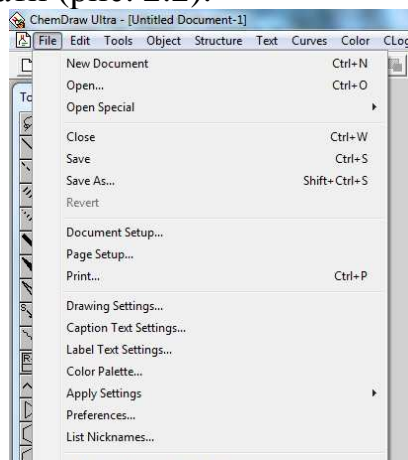 ChemDraw Ultra - [Untitled Document-1]
File Edit Tools Object Structure Text Curves Color
New Document Ctrl+N
Open... Ctrl+O
Open Special
Close Ctrl+W
Save Ctrl+S
Save As... Shift+Ctrl+S
Revert
Document Setup...
Page Setup...
Print... Ctrl+P
Drawing Settings...
Caption Text Settings...
Label Text Settings...
Color Palette...
Apply Settings
Preferences...
List Nicknames...